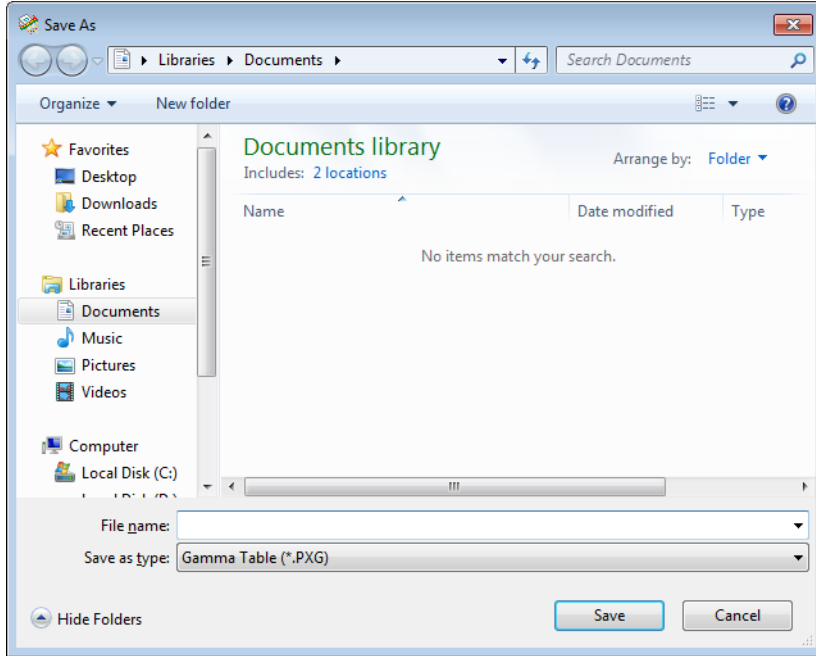 Save As
Libraries Documents
Search Documents
Organize
New folder
Favorites
Desktop
Downloads
Recent Places
Libraries
Documents
Music
Pictures
Videos
Computer
Local Disk (C:)
Documents library
Includes: 2 locations
Arrange by: Folder
Name Date modified Type
No items match your search.
File name:
Save as type: Gamma Table (*.PXG)
Hide Folders
Save
Cancel